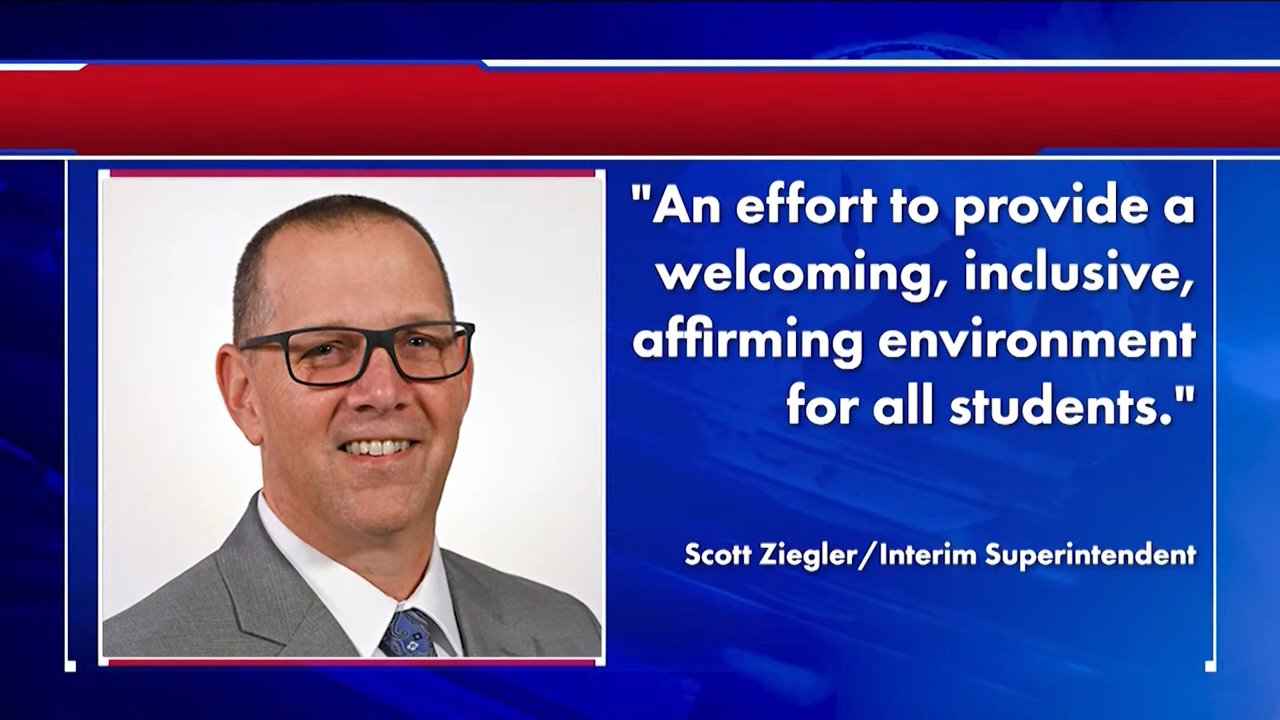 "An effort to provide a
welcoming, inclusive,
affirming environment
for all students."
Scott Ziegler/Interim Superintendent